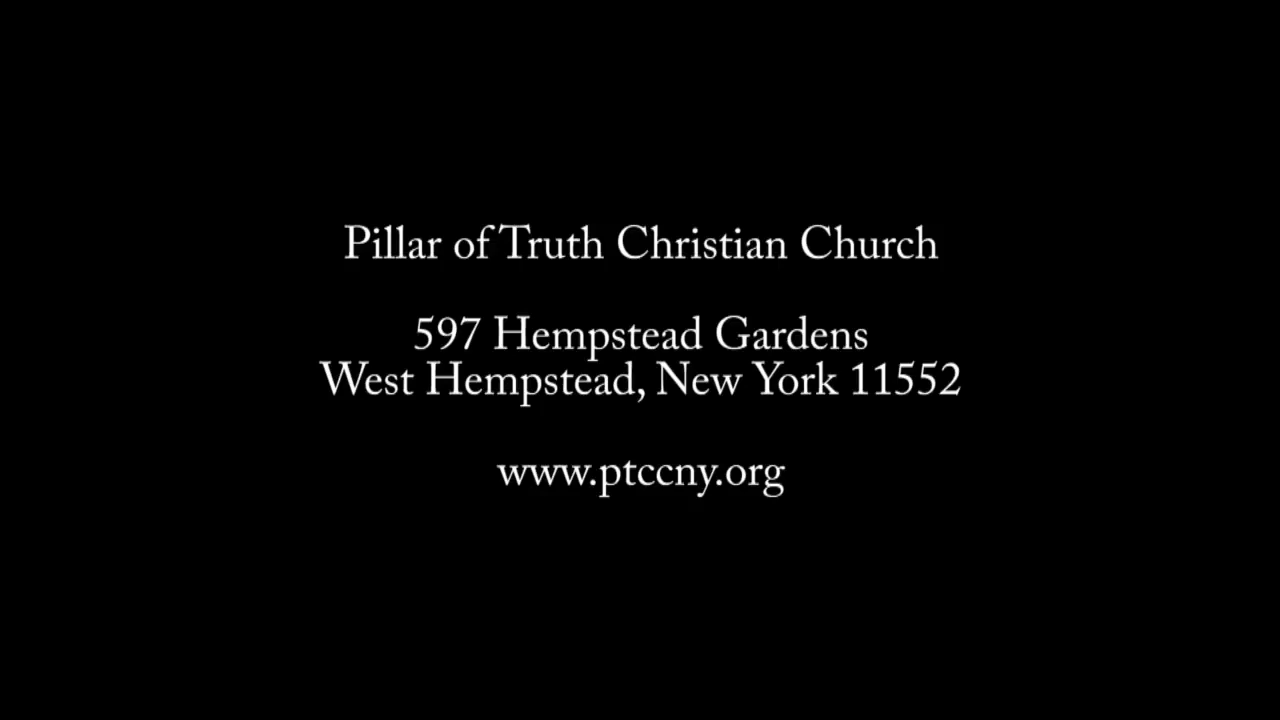 Pillar of Truth Christian Church
597 Hempstead Gardens
West Hempstead, New York 11552
www.ptccny.org